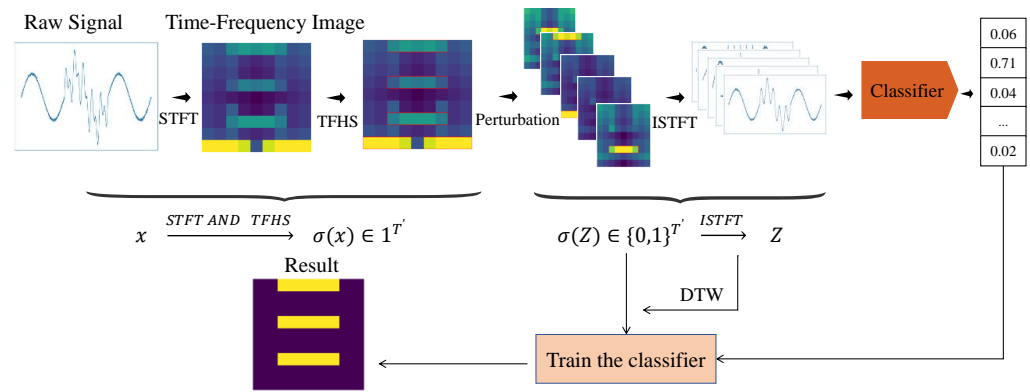 Raw Signal
Time-Frequency Image
STFT
TFHS
Perturbation
ISTFT
Classifier
0.06
0.71
0.04
...
0.02
x
STFT AND TFHS
σ(x) ∈ 1^{T′}
σ(Z) ∈ {0,1}^{T′}
ISTFT
Z
Result
DTW
Train the classifier